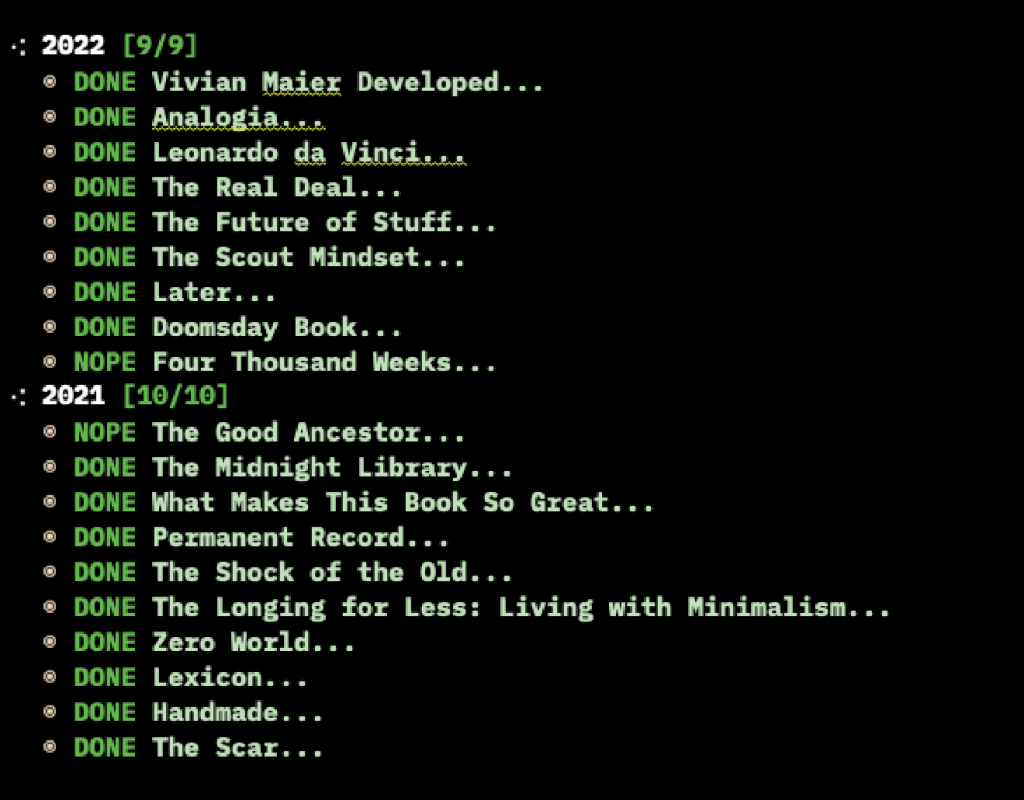 2022 [9/9]
DONE Vivian Maier Developed...
DONE Analogia...
DONE Leonardo da Vinci...
DONE The Real Deal...
DONE The Future of Stuff...
DONE The Scout Mindset...
DONE Later...
DONE Doomsday Book...
NOPE Four Thousand Weeks...
2021 [10/10]
NOPE The Good Ancestor...
DONE The Midnight Library...
DONE What Makes This Book So Great...
DONE Permanent Record...
DONE The Shock of the Old...
DONE The Longing for Less: Living with Minimalism...
DONE Zero World...
DONE Lexicon...
DONE Handmade...
DONE The Scar...